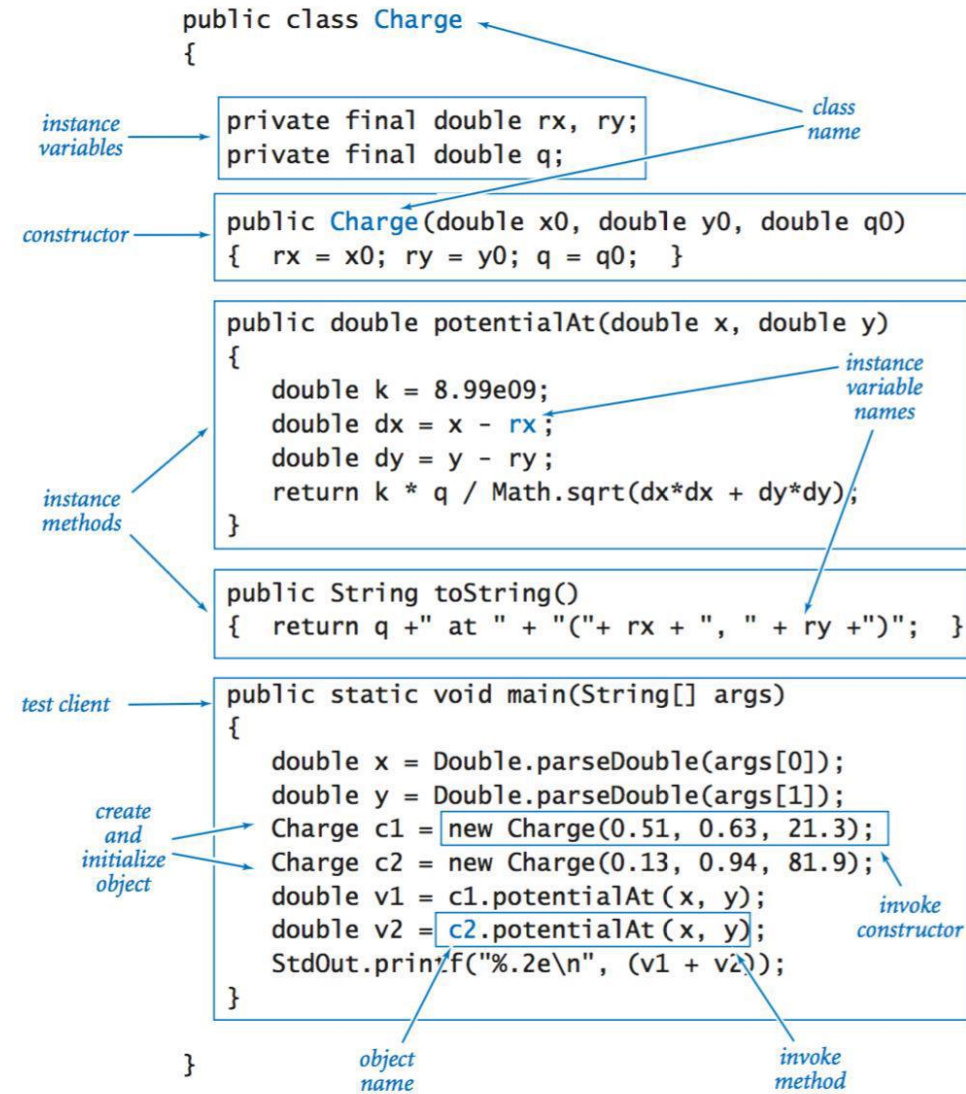 public class Charge
{
class
name
instance
variables
private final double rx, ry;
private final double q;
constructor
public Charge(double x0, double y0, double q0)
{ rx = x0; ry = y0; q = q0; }
instance
methods
public double potentialAt(double x, double y)
{
double k = 8.99e09;
double dx = x - rx;
double dy = y - ry;
return k * q / Math.sqrt(dx*dx + dy*dy);
}
instance
variable
names
public String toString()
{ return q +" at " + "("+ rx + ", " + ry +")"; }
test client
public static void main(String[] args)
{
double x = Double.parseDouble(args[0]);
double y = Double.parseDouble(args[1]);
Charge c1 = new Charge(0.51, 0.63, 21.3);
Charge c2 = new Charge(0.13, 0.94, 81.9);
double v1 = c1.potentialAt(x, y);
double v2 = c2.potentialAt(x, y);
StdOut.printf("%.2e\n", (v1 + v2));
}
create
and
initialize
object
invoke
constructor
}
object
name
invoke
method